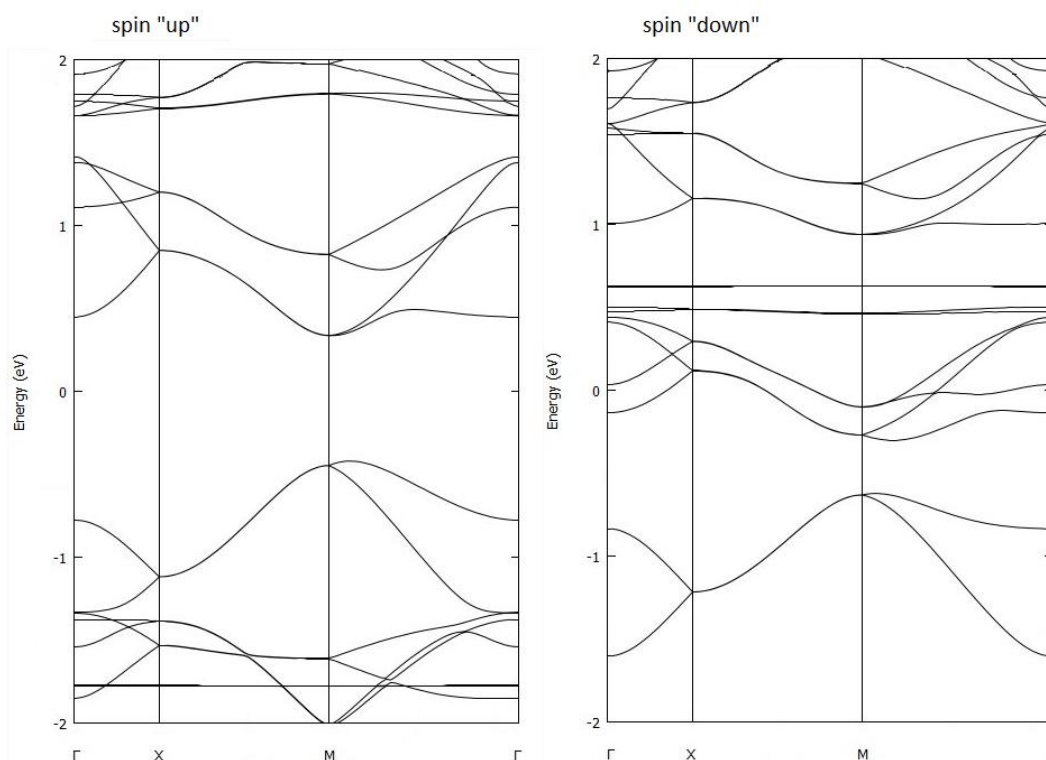 spin "up"
spin "down"
2
1
0
-1
-2
Energy (eV)
Γ X M Γ
2
1
0
-1
-2
Energy (eV)
Γ X M Γ